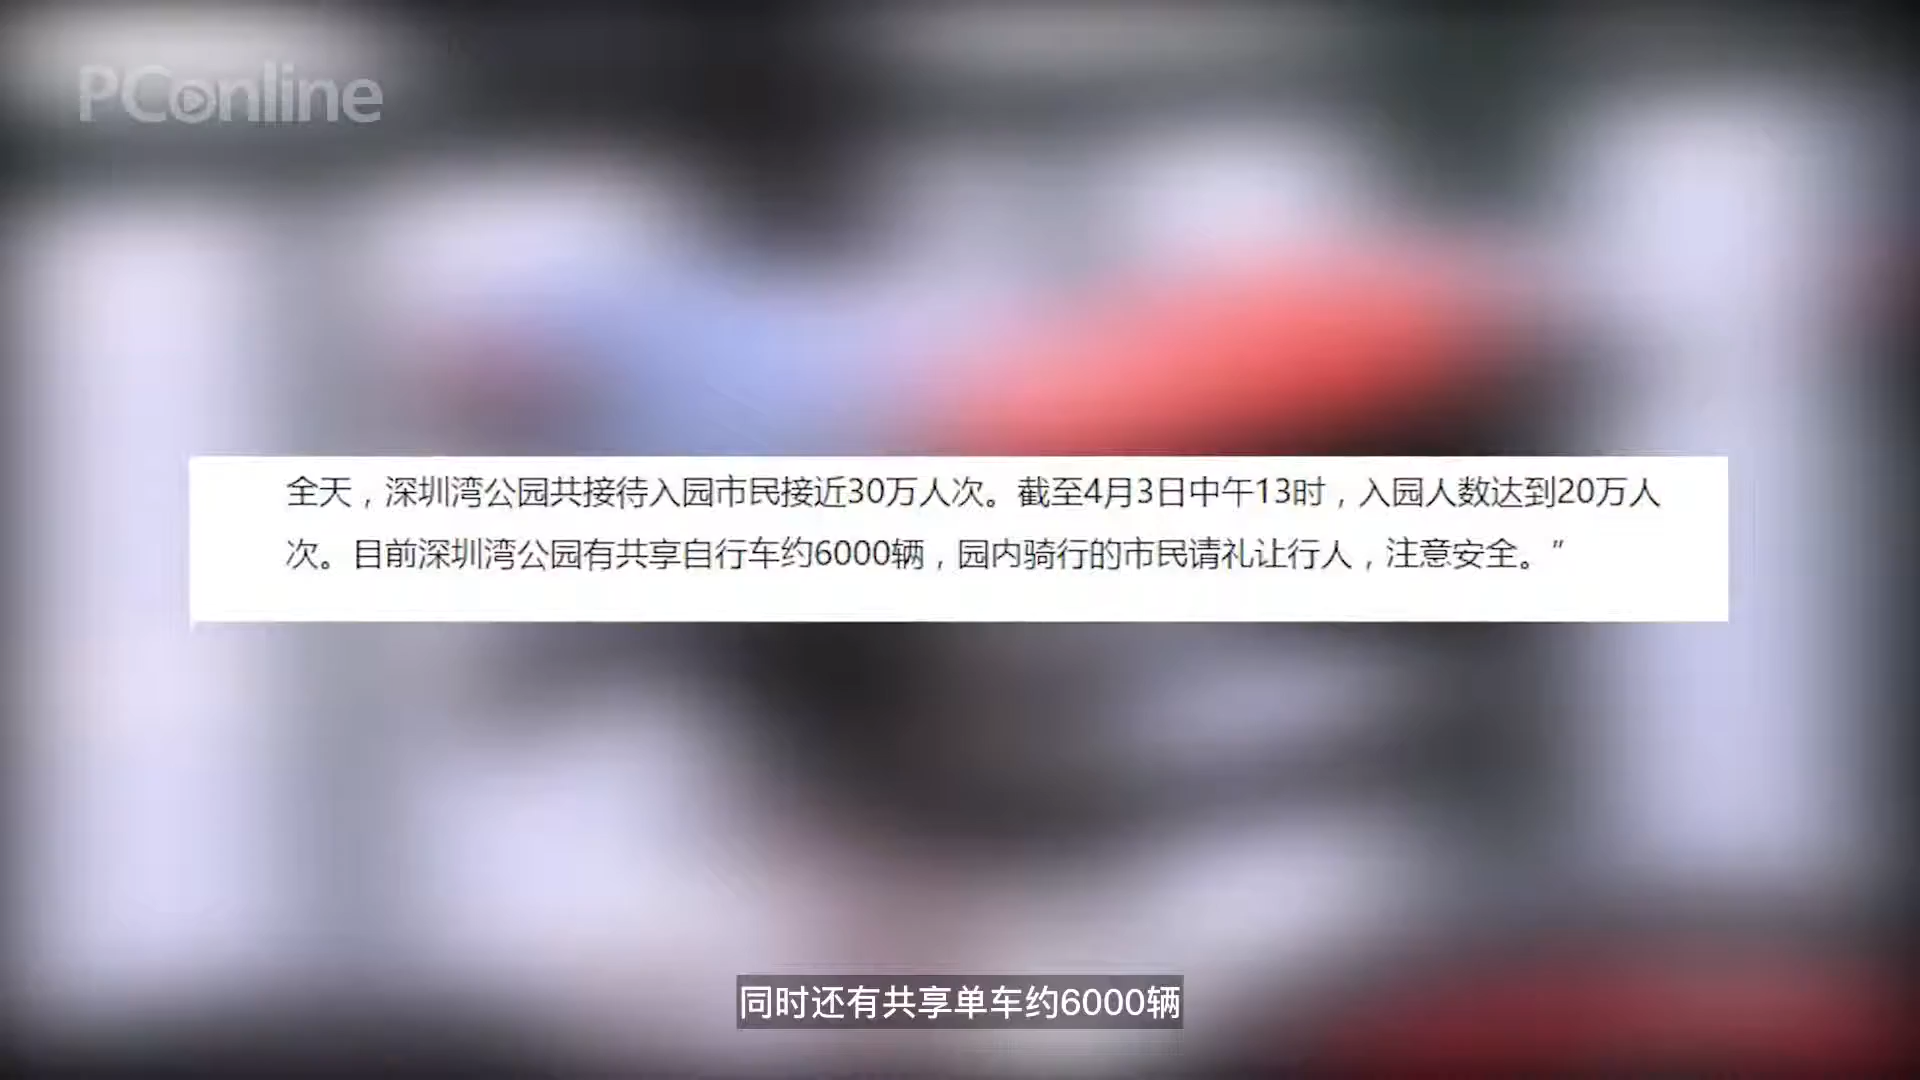 PConline
全天，深圳湾公园共接待入园市民接近30万人次。截至4月3日中午13时，入园人数达到20万人
次。目前深圳湾公园有共享自行车约6000辆，园内骑行的市民请礼让行人，注意安全。”
同时还有共享单车约6000辆